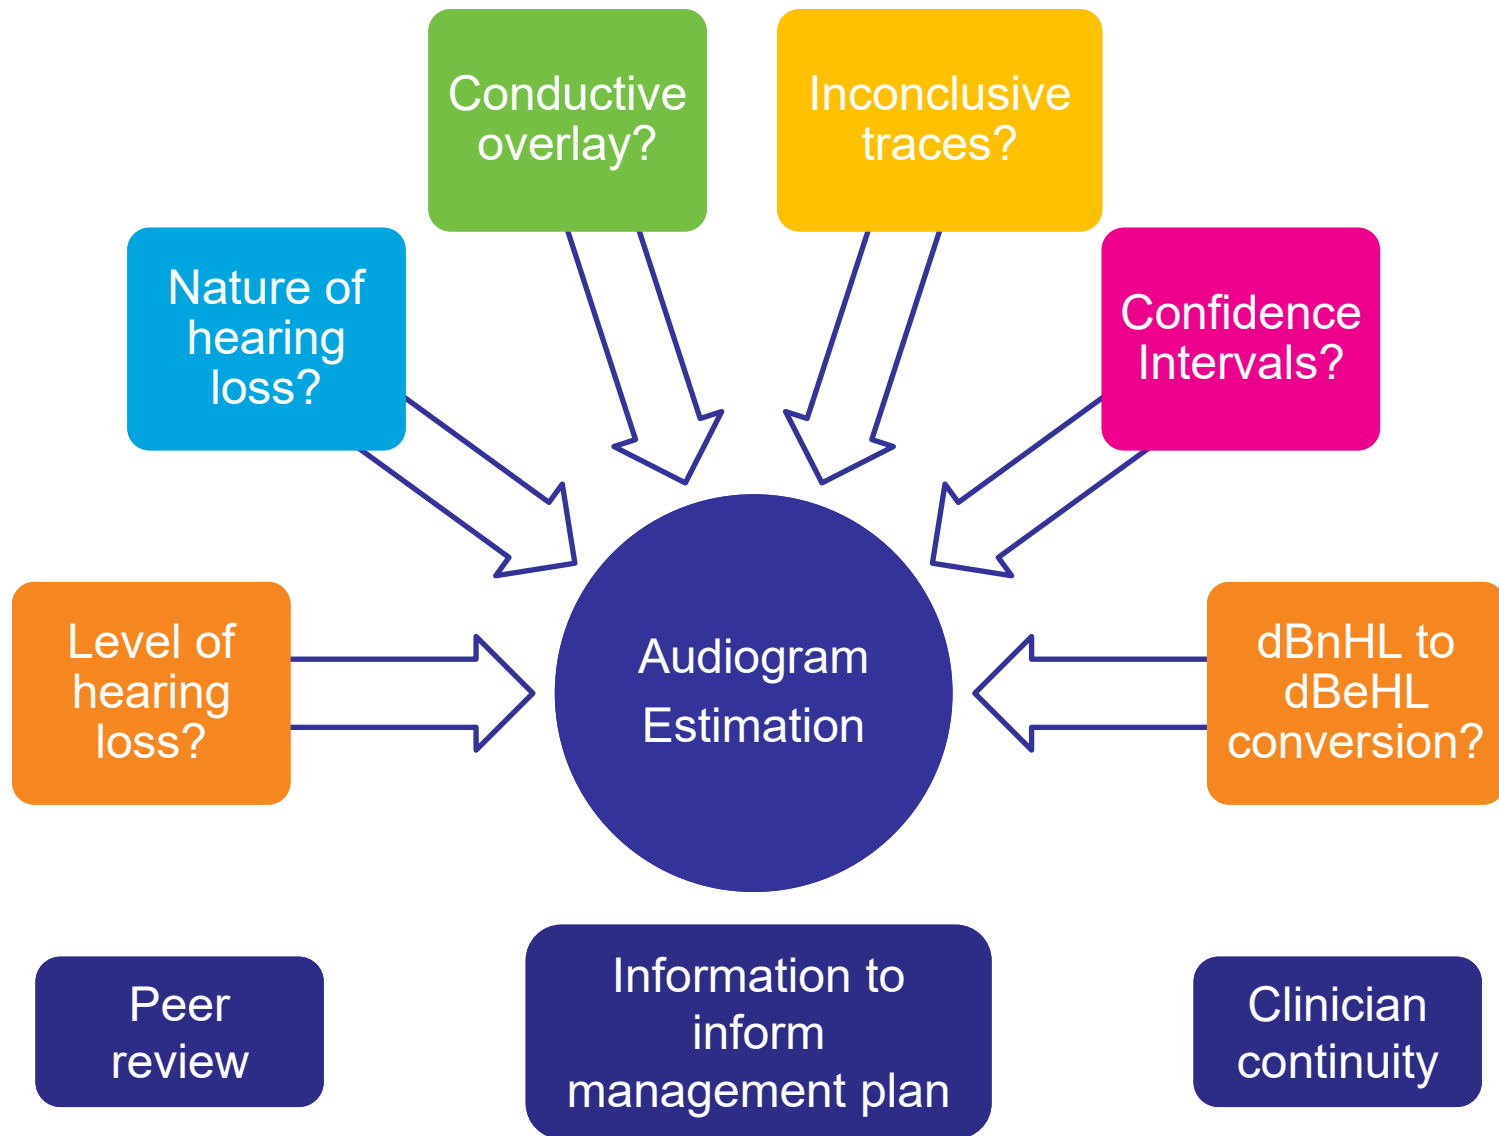 Conductive
overlay?
Inconclusive
traces?
Nature of
hearing
loss?
Confidence
Intervals?
Level of
hearing
loss?
Audiogram
Estimation
dBnHL to
dBeHL
conversion?
Peer
review
Information to
inform
management plan
Clinician
continuity